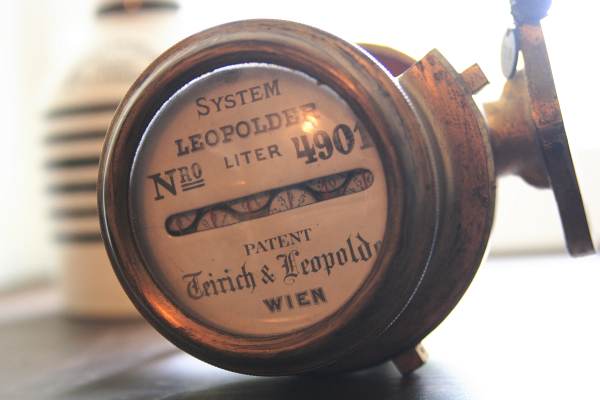 SYSTEM
LEOPOLDER
NRO 4901
LITER
PATENT
Teirich & Leopolder
WIEN